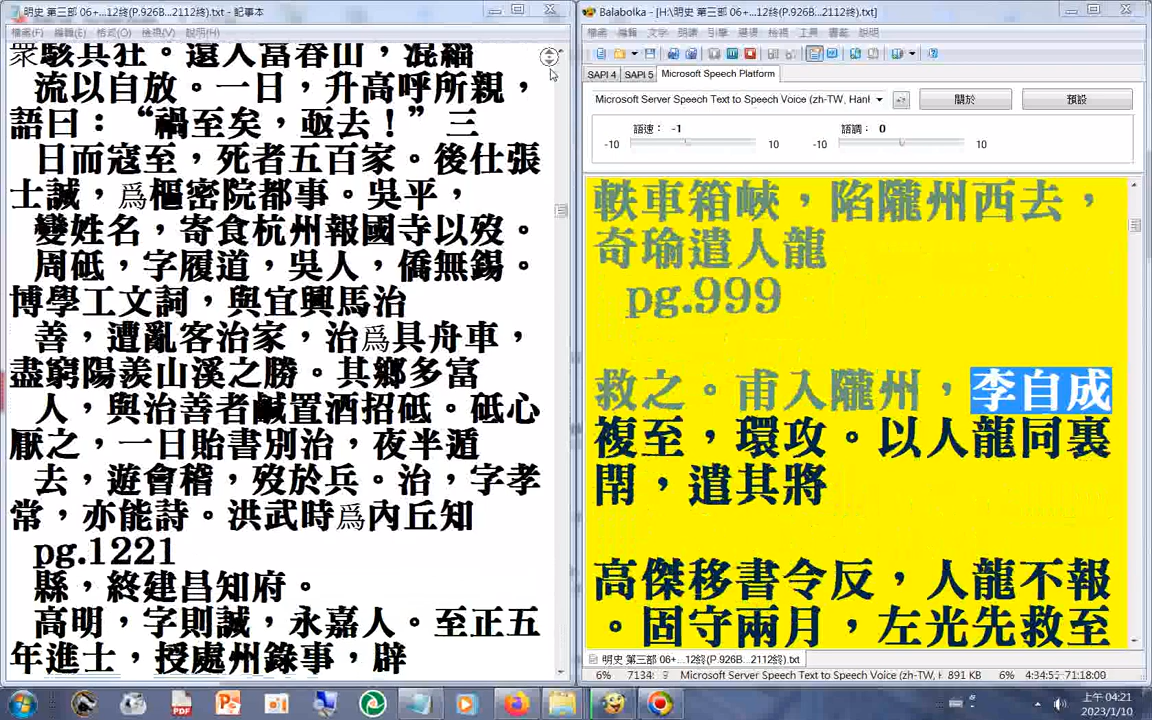 明史 第三部 06+...12終(P.926B...2112終).txt - 記事本
檔案(F) 編輯(E) 格式(O) 檢視(V) 說明(H)
眾駭其狂。還入富春山，混緇
流以自放。一日，升高呼所親，
語曰：“禍至矣，亟去！”三
日而寇至，死者五百家。後仕張
士誠，爲樞密院都事。吳平，
變姓名，寄食杭州報國寺以歿。
周砥，字履道，吳人，僑無錫。
博學工文詞，與宜興馬治
善，遭亂客治家，治爲具舟車，
盡窮陽羨山溪之勝。其鄉多富
人，與治善者鹹置酒招砥。砥心
厭之，一日貽書別治，夜半遁
去，遊會稽，歿於兵。治，字孝
常，亦能詩。洪武時爲內丘知
pg.1221
縣，終建昌知府。
高明，字則誠，永嘉人。至正五
年進士，授處州錄事，辟
Balabolka - [H:\明史 第三部 06+...12終(P.926B...2112終).txt]
檔案 編輯 文字 朗讀 引擎 選項 檢視 工具 書籤 說明
SAPI 4 SAPI 5 Microsoft Speech Platform
Microsoft Server Speech Text to Speech Voice (zh-TW, Hanl
關於
預設
語速： -1
語調： 0
-10 10 -10 10
軼車箱峽，陷隴州西去，
奇瑜遣人龍
pg.999
救之。甫入隴州，李自成
複至，環攻。以人龍同裏
閈，遣其將
高傑移書令反，人龍不報
。固守兩月，左光先救至
明史 第三部 06+...12終(P.926B...2112終).txt
6% Microsoft Server Speech Text to Speech Voice (zh-TW, Hanl 891 KB 6%
上午 04:21
2023/1/10